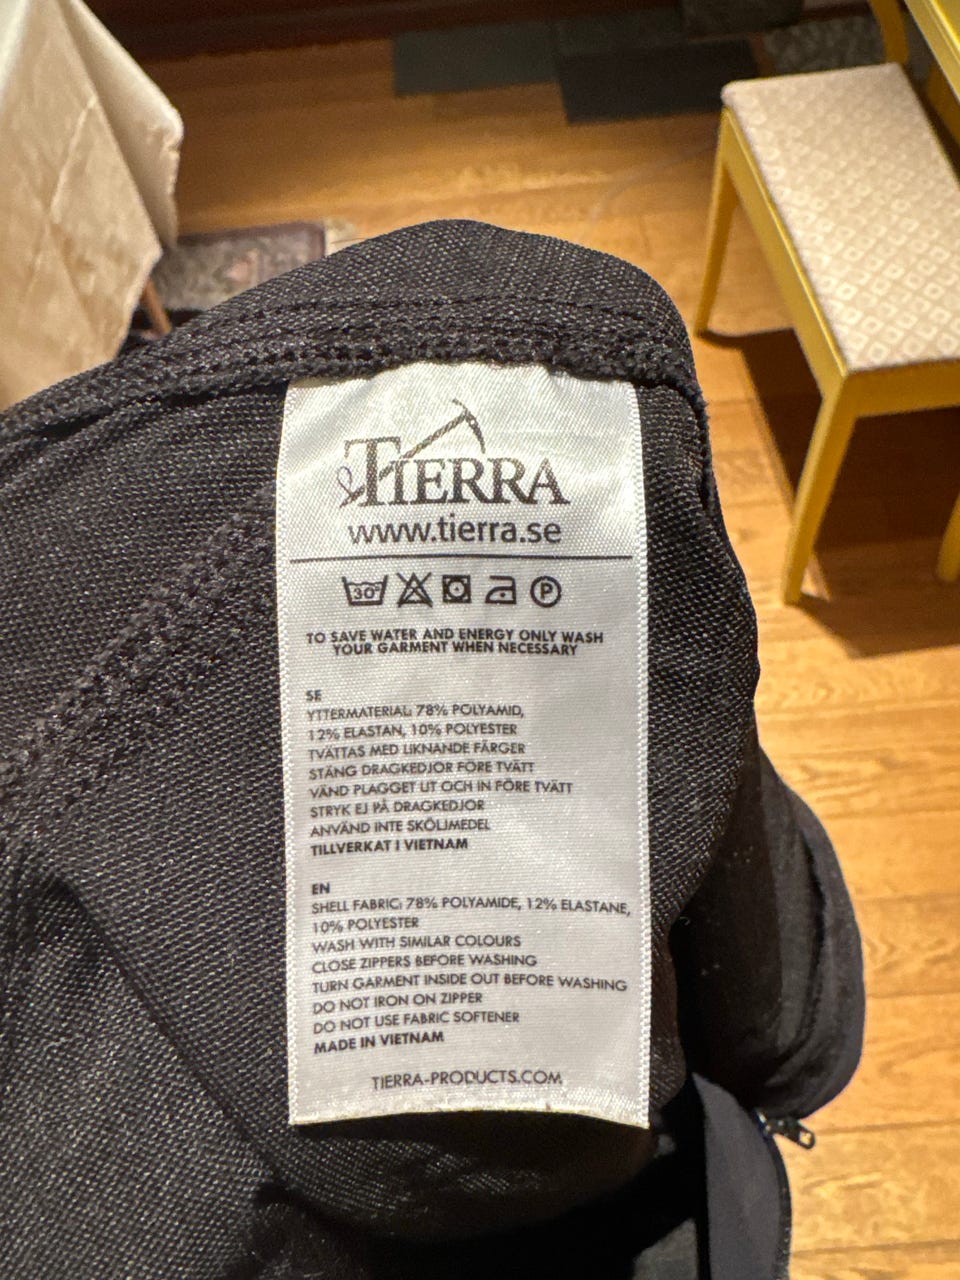 TIERRA
www.tierra.se
30° P
TO SAVE WATER AND ENERGY ONLY WASH
YOUR GARMENT WHEN NECESSARY
SE
YTTERMATERIAL: 78% POLYAMID,
12% ELASTAN, 10% POLYESTER
TVÄTTAS MED LIKNANDE FÄRGER
STÄNG DRAGKEDJOR FÖRE TVÄTT
VÄND PLAGGET UT OCH IN FÖRE TVÄTT
STRYK EJ PÅ DRAGKEDJOR
ANVÄND INTE SKÖLJMEDEL
TILLVERKAT I VIETNAM
EN
SHELL FABRIC: 78% POLYAMIDE, 12% ELASTANE,
10% POLYESTER
WASH WITH SIMILAR COLOURS
CLOSE ZIPPERS BEFORE WASHING
TURN GARMENT INSIDE OUT BEFORE WASHING
DO NOT IRON ON ZIPPER
DO NOT USE FABRIC SOFTENER
MADE IN VIETNAM
TIERRA-PRODUCTS.COM